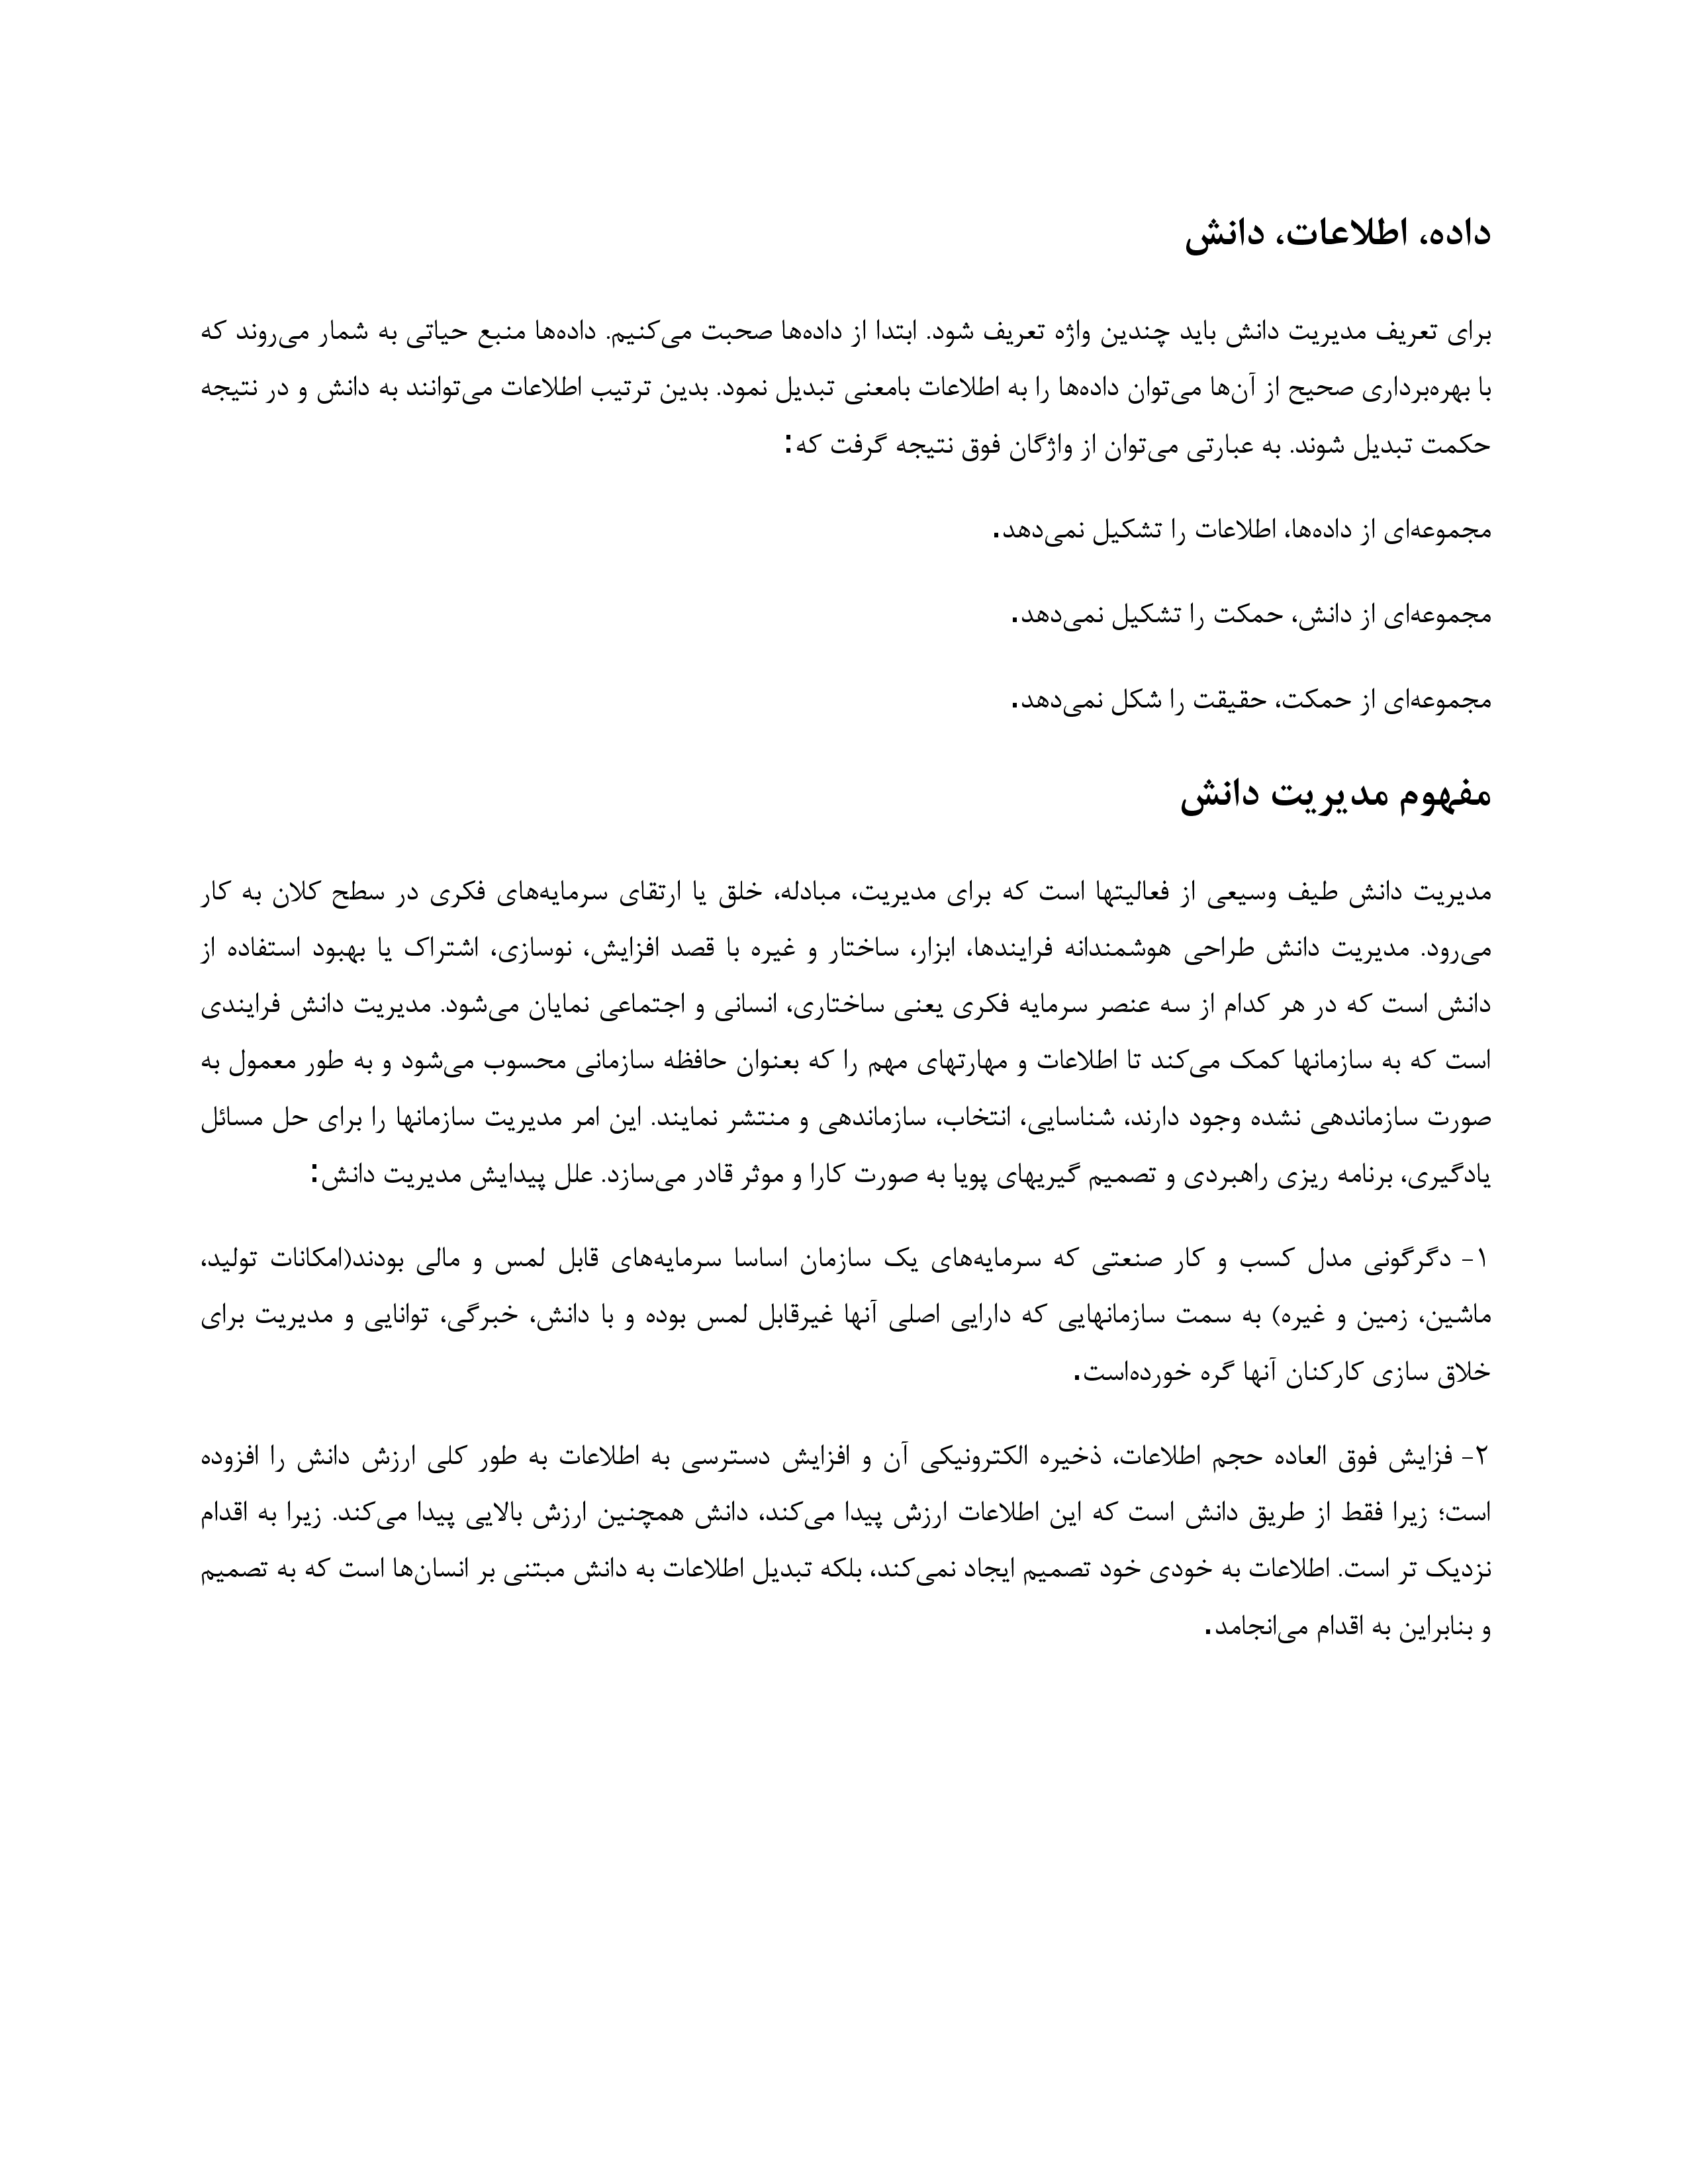 داده، اطلاعات، دانش
برای تعریف مدیریت دانش باید چندین واژه تعریف شود. ابتدا از داده‌ها صحبت می‌کنیم. داده‌ها منبع حیاتی به شمار می‌روند که
با بهره‌برداری صحیح از آن‌ها می‌توان داده‌ها را به اطلاعات بامعنی تبدیل نمود. بدین ترتیب اطلاعات می‌توانند به دانش و در نتیجه
حکمت تبدیل شوند. به عبارتی می‌توان از واژگان فوق نتیجه گرفت که:
مجموعه‌ای از داده‌ها، اطلاعات را تشکیل نمی‌دهد.
مجموعه‌ای از دانش، حمکت را تشکیل نمی‌دهد.
مجموعه‌ای از حمکت، حقیقت را شکل نمی‌دهد.
مفهوم مدیریت دانش
مدیریت دانش طیف وسیعی از فعالیتها است که برای مدیریت، مبادله، خلق یا ارتقای سرمایه‌های فکری در سطح کلان به کار
می‌رود. مدیریت دانش طراحی هوشمندانه فرایندها، ابزار، ساختار و غیره با قصد افزایش، نوسازی، اشتراک یا بهبود استفاده از
دانش است که در هر کدام از سه عنصر سرمایه فکری یعنی ساختاری، انسانی و اجتماعی نمایان می‌شود. مدیریت دانش فرایندی
است که به سازمانها کمک می‌کند تا اطلاعات و مهارتهای مهم را که بعنوان حافظه سازمانی محسوب می‌شود و به طور معمول به
صورت سازماندهی نشده وجود دارند، شناسایی، انتخاب، سازماندهی و منتشر نمایند. این امر مدیریت سازمانها را برای حل مسائل
یادگیری، برنامه ریزی راهبردی و تصمیم گیریهای پویا به صورت کارا و موثر قادر می‌سازد. علل پیدایش مدیریت دانش:
۱- دگرگونی مدل کسب و کار صنعتی که سرمایه‌های یک سازمان اساسا سرمایه‌های قابل لمس و مالی بودند(امکانات تولید،
ماشین، زمین و غیره) به سمت سازمانهایی که دارایی اصلی آنها غیرقابل لمس بوده و با دانش، خبرگی، توانایی و مدیریت برای
خلاق سازی کارکنان آنها گره خورده‌است.
۲- فزایش فوق العاده حجم اطلاعات، ذخیره الکترونیکی آن و افزایش دسترسی به اطلاعات به طور کلی ارزش دانش را افزوده
است؛ زیرا فقط از طریق دانش است که این اطلاعات ارزش پیدا می‌کند، دانش همچنین ارزش بالایی پیدا می‌کند. زیرا به اقدام
نزدیک تر است. اطلاعات به خودی خود تصمیم ایجاد نمی‌کند، بلکه تبدیل اطلاعات به دانش مبتنی بر انسان‌ها است که به تصمیم
و بنابراین به اقدام می‌انجامد.